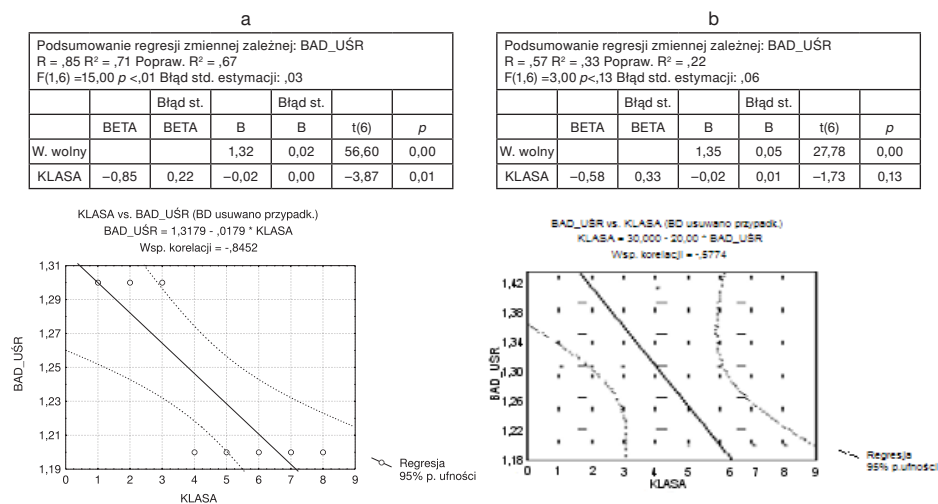 a
Podsumowanie regresji zmiennej zależnej: BAD_UŚR
R = ,85 R² = ,71 Popraw. R² = ,67
F(1,6) =15,00 p <,01 Błąd std. estymacji: ,03
Błąd st. Błąd st.
BETA BETA B B t(6) p
W. wolny 1,32 0,02 56,60 0,00
KLASA –0,85 0,22 –0,02 0,00 –3,87 0,01
KLASA vs. BAD_UŚR (BD usuwano przypadk.)
BAD_UŚR = 1,3179 - ,0179 * KLASA
Wsp. korelacji = -,8452
BAD_UŚR
1,31
1,29
1,27
1,25
1,23
1,21
1,19
0 1 2 3 4 5 6 7 8 9
KLASA
Regresja
95% p. ufności
b
Podsumowanie regresji zmiennej zależnej: BAD_UŚR
R = ,57 R² = ,33 Popraw. R² = ,22
F(1,6) =3,00 p<,13 Błąd std. estymacji: ,06
Błąd st. Błąd st.
BETA BETA B B t(6) p
W. wolny 1,35 0,05 27,78 0,00
KLASA –0,58 0,33 –0,02 0,01 –1,73 0,13
BAD_UŚR vs. KLASA (BD usuwano przypadk.)
KLASA = 30,000 - 20,00 * BAD_UŚR
Wsp. korelacji = -,5774
BAD_UŚR
1,42
1,38
1,34
1,30
1,26
1,22
1,18
0 1 2 3 4 5 6 7 8 9
KLASA
Regresja
95% p.ufności